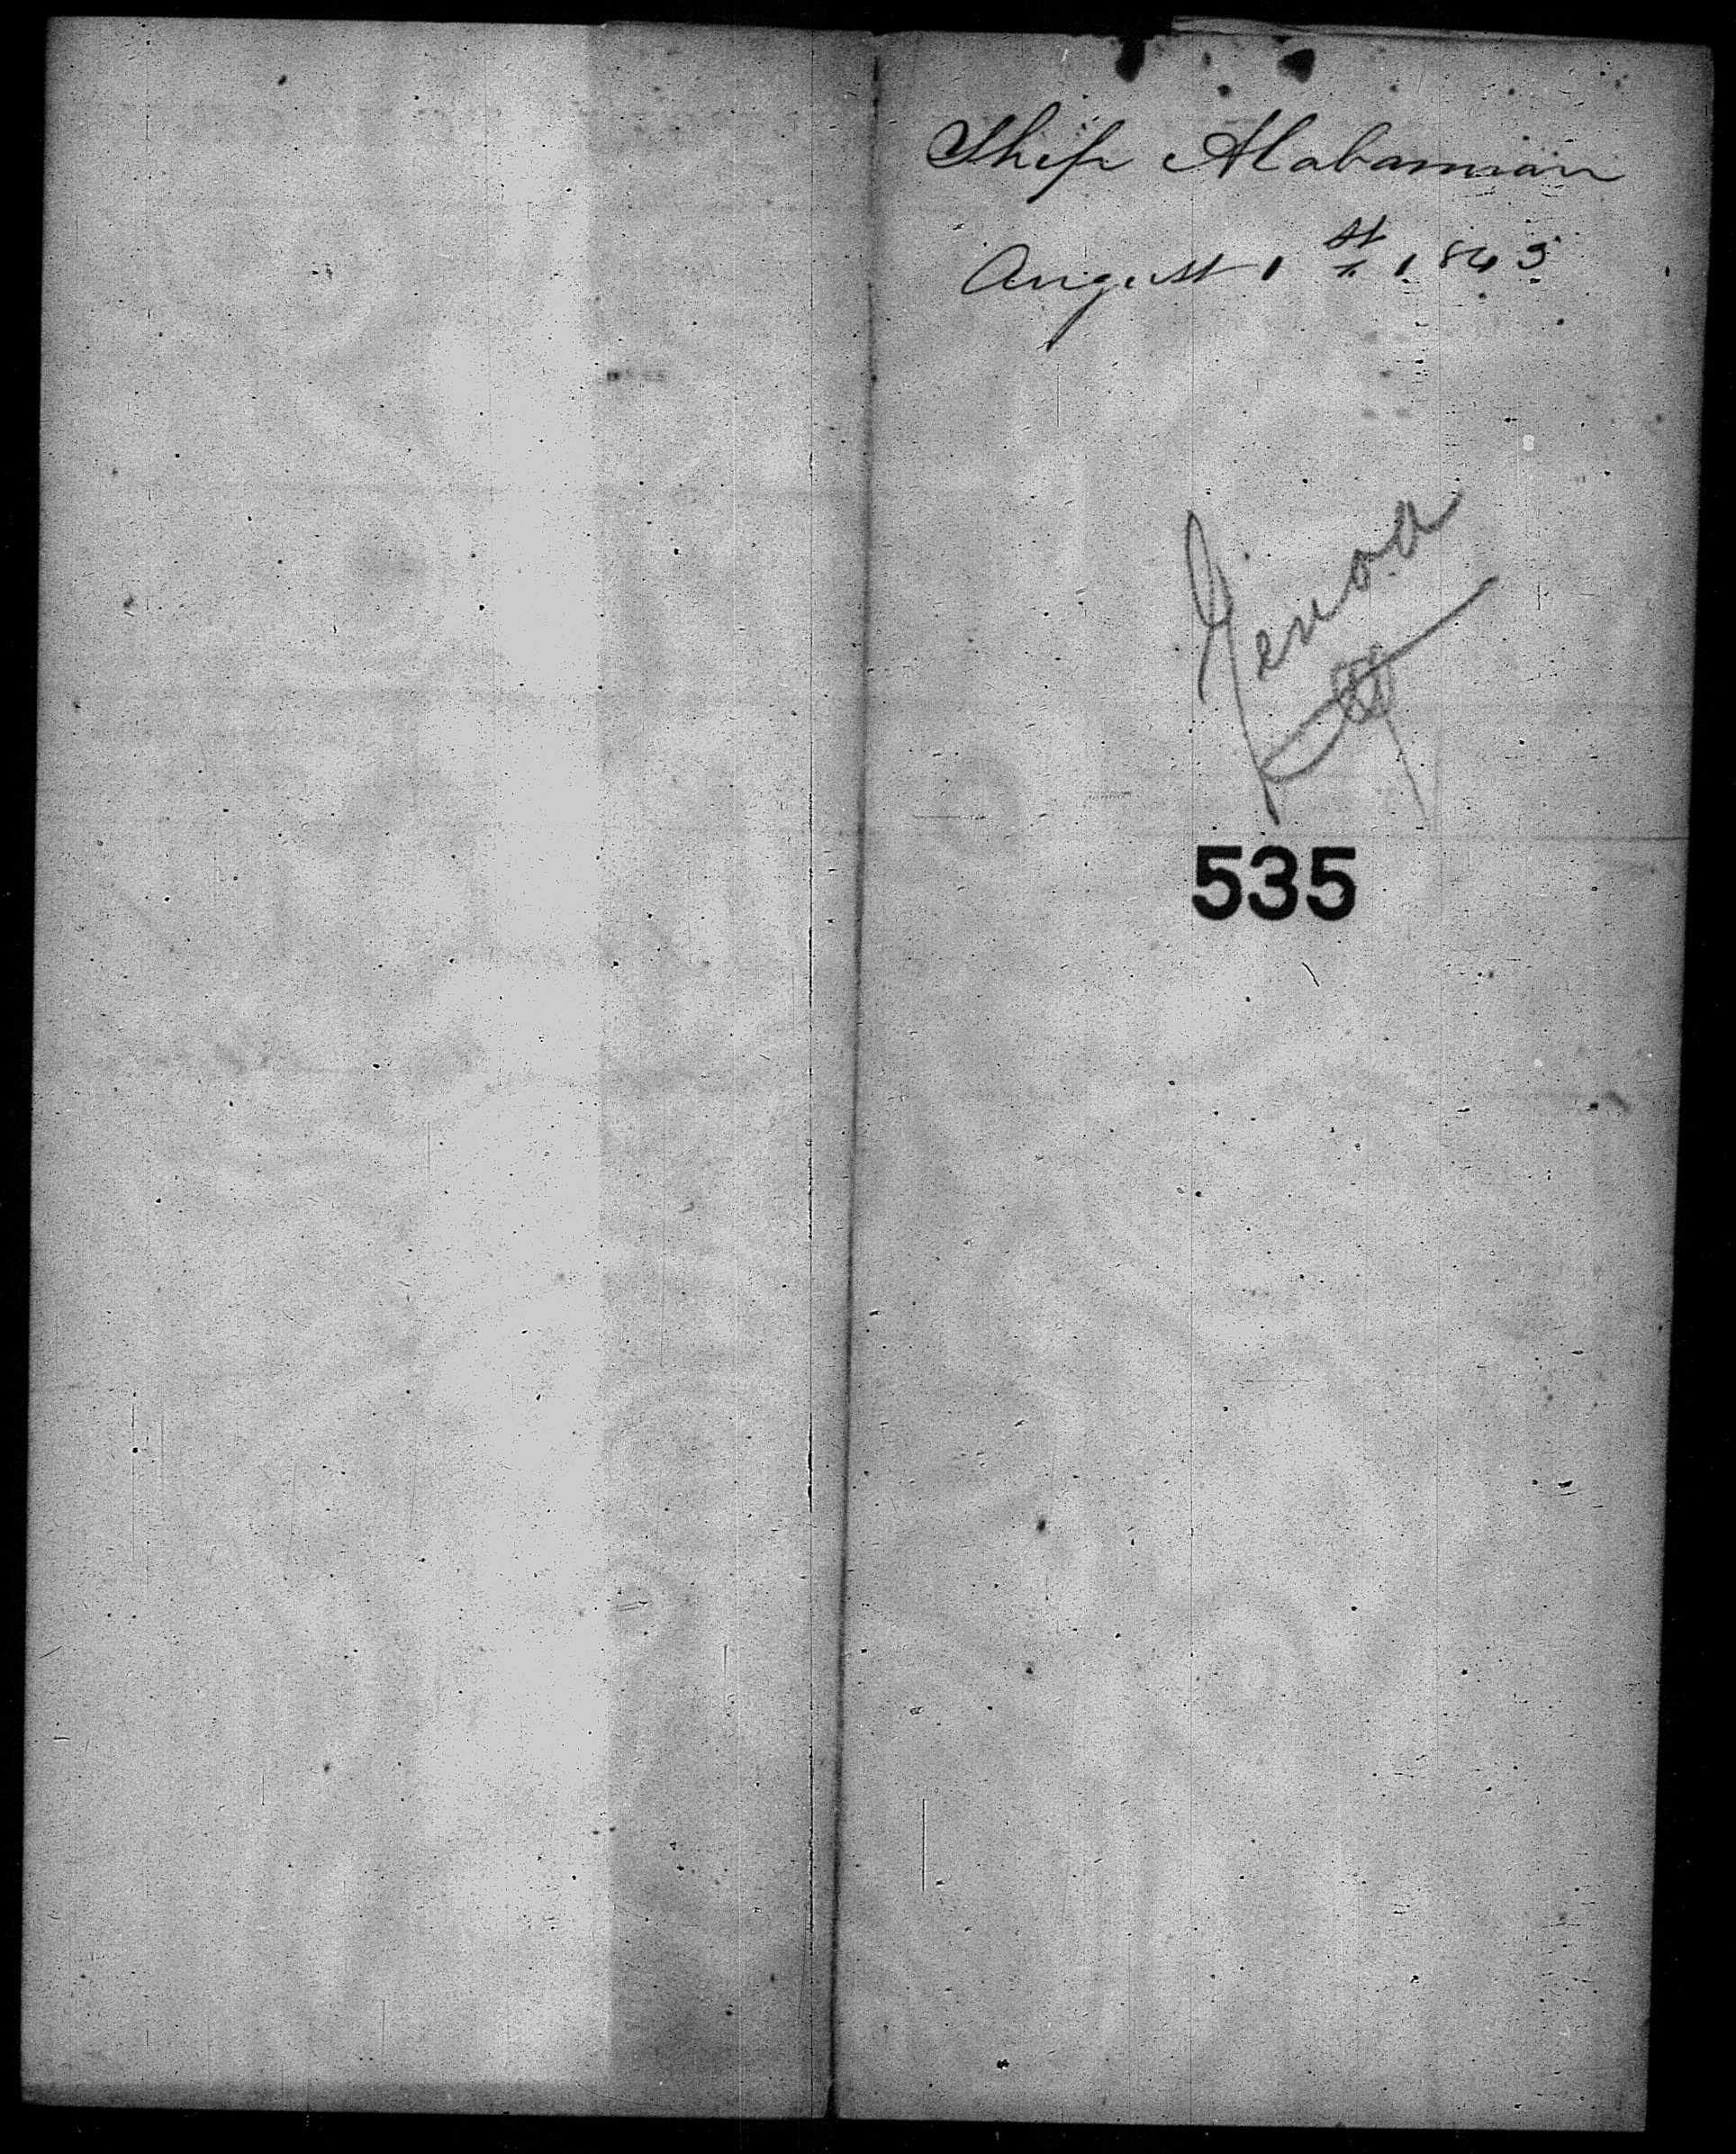 Ship Alabamian
August 1st 1843
Genoa
535